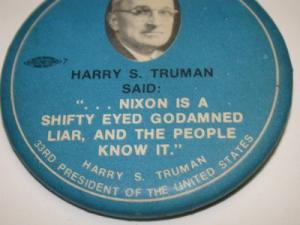 7
HARRY S. TRUMAN
SAID:
". . . NIXON IS A
SHIFTY EYED GODAMNED
LIAR, AND THE PEOPLE
KNOW IT."
HARRY S. TRUMAN
33RD PRESIDENT OF THE UNITED STATES